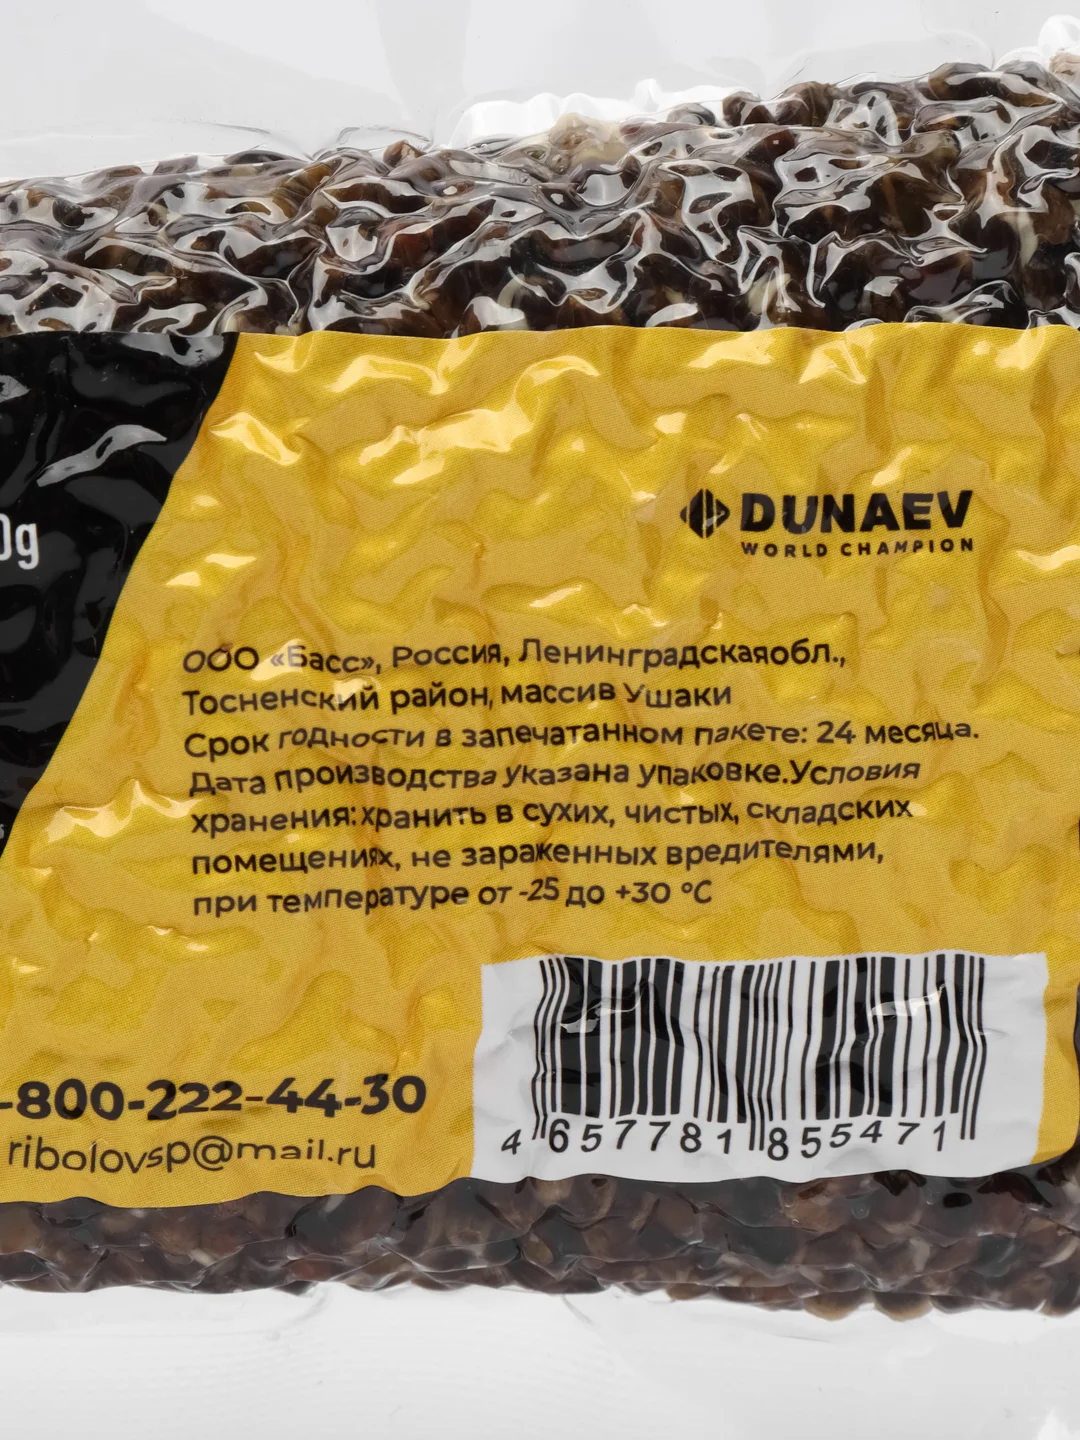 0g
DUNAEV
WORLD CHAMPION
ООО «Басс», Россия, Ленинградскаяобл.,
Тосненский район, массив Ушаки
Срок годности в запечатанном пакете: 24 месяца.
Дата производства указана упаковке.Условия
хранения:хранить в сухих, чистых, складских
помещениях, не зараженных вредителями,
при температуре от -25 до +30 °C
-800-222-44-30
ribolovsp@mail.ru
4 657781 855471